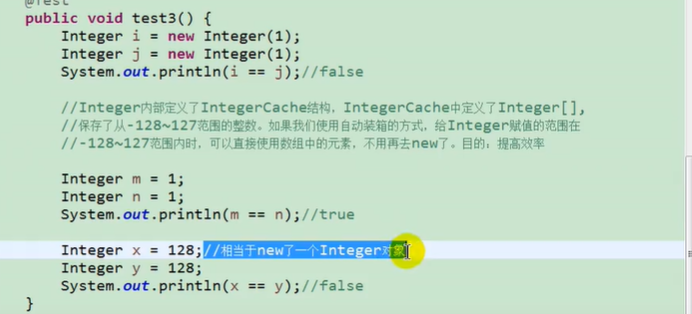 @Test
public void test3() {
Integer i = new Integer(1);
Integer j = new Integer(1);
System.out.println(i == j);//false
//Integer内部定义了IntegerCache结构，IntegerCache中定义了Integer[],
//保存了从-128~127范围的整数。如果我们使用自动装箱的方式，给Integer赋值的范围在
//-128~127范围内时，可以直接使用数组中的元素，不用再去new了。目的：提高效率
Integer m = 1;
Integer n = 1;
System.out.println(m == n);//true
Integer x = 128;//相当于new了一个Integer对象
Integer y = 128;
System.out.println(x == y);//false
}